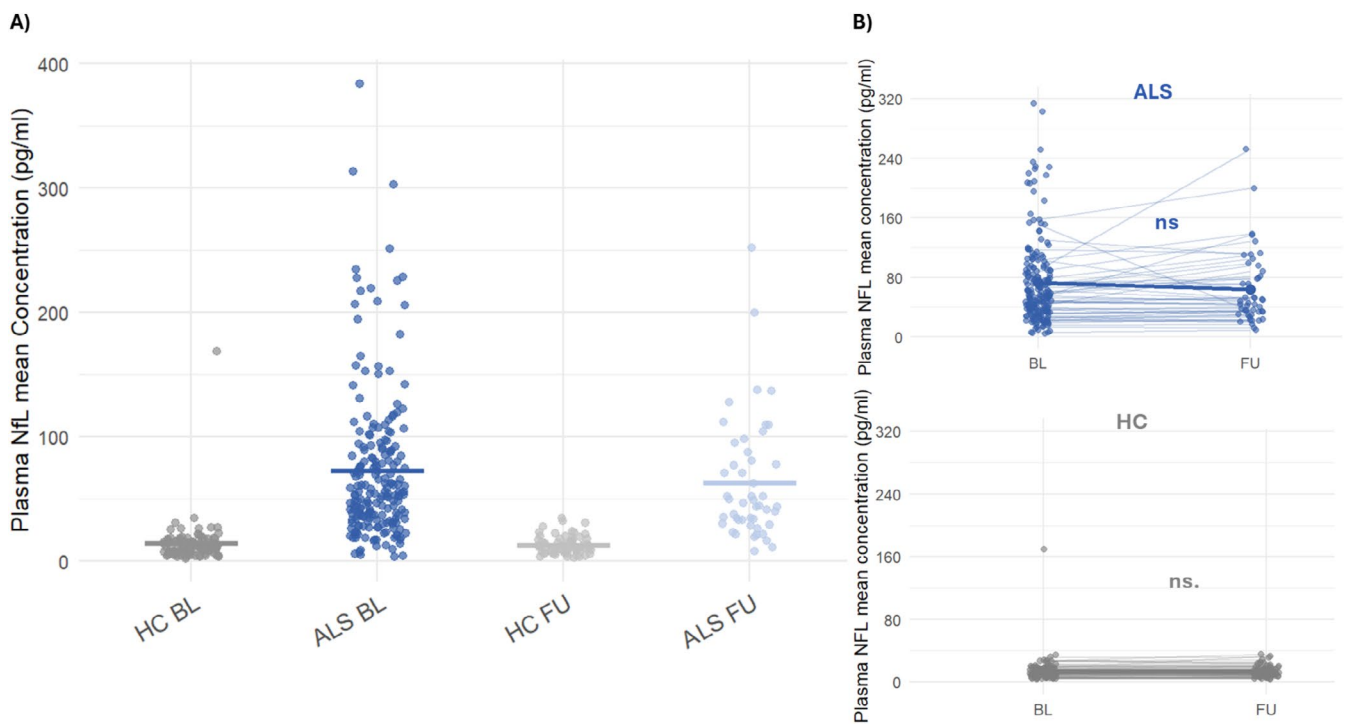 A)
Plasma NfL mean Concentration (pg/ml)
400
300
200
100
0
HC BL
ALS BL
HC FU
ALS FU
B)
Plasma NFL mean concentration (pg/ml)
ALS
320
240
160
80
0
ns
BL
FU
Plasma NFL mean concentration (pg/ml)
HC
320
240
160
80
0
ns.
BL
FU